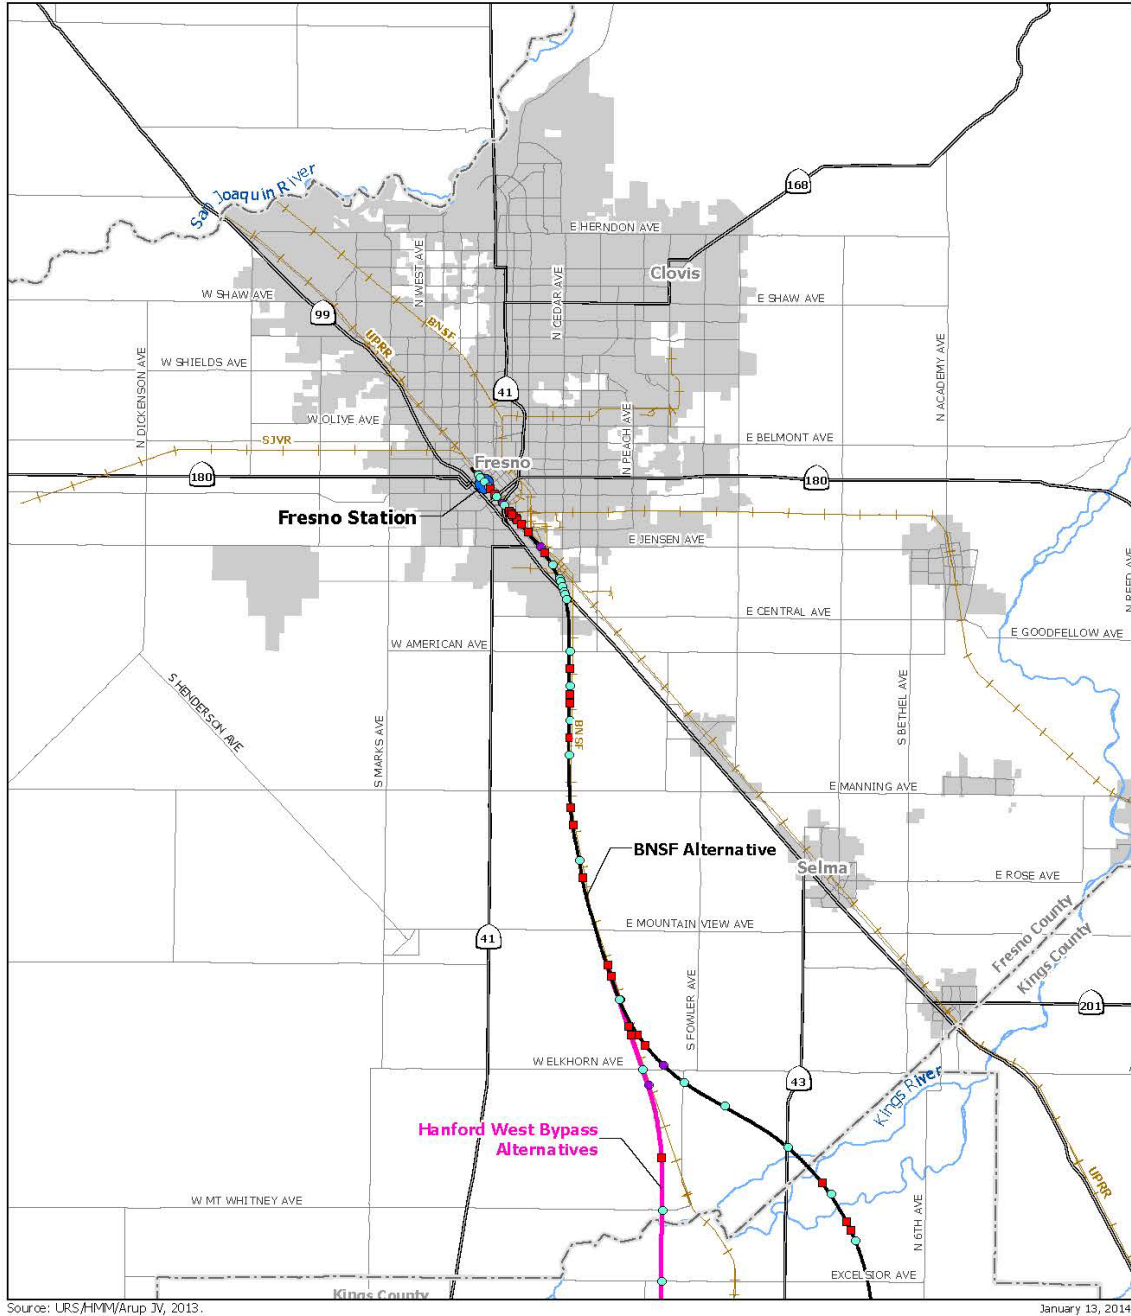 San Joaquin River
168
E HERNDON AVE
N WEST AVE
Clovis
N CEDAR AVE
W SHAW AVE
E SHAW AVE
99
BNSF
UPRR
W SHIELDS AVE
N DICKENSON AVE
N ACADEMY AVE
41
W OLIVE AVE
N PEACH AVE
SJVR
E BELMONT AVE
Fresno
180
180
Fresno Station
E JENSEN AVE
N REED AVE
E CENTRAL AVE
E GOODFELLOW AVE
W AMERICAN AVE
S HENDERSON AVE
S BETHEL AVE
S MARKS AVE
BNSF
E MANNING AVE
BNSF Alternative
Selma
E ROSE AVE
E MOUNTAIN VIEW AVE
41
Fresno County
Kings County
S FOWLER AVE
201
W ELKHORN AVE
43
Kings River
Hanford West Bypass
Alternatives
UPRR
W MT WHITNEY AVE
N 6TH AVE
EXCELSIOR AVE
Kings County
Source: URS/HMM/Arup JV, 2013.
January 13, 2014